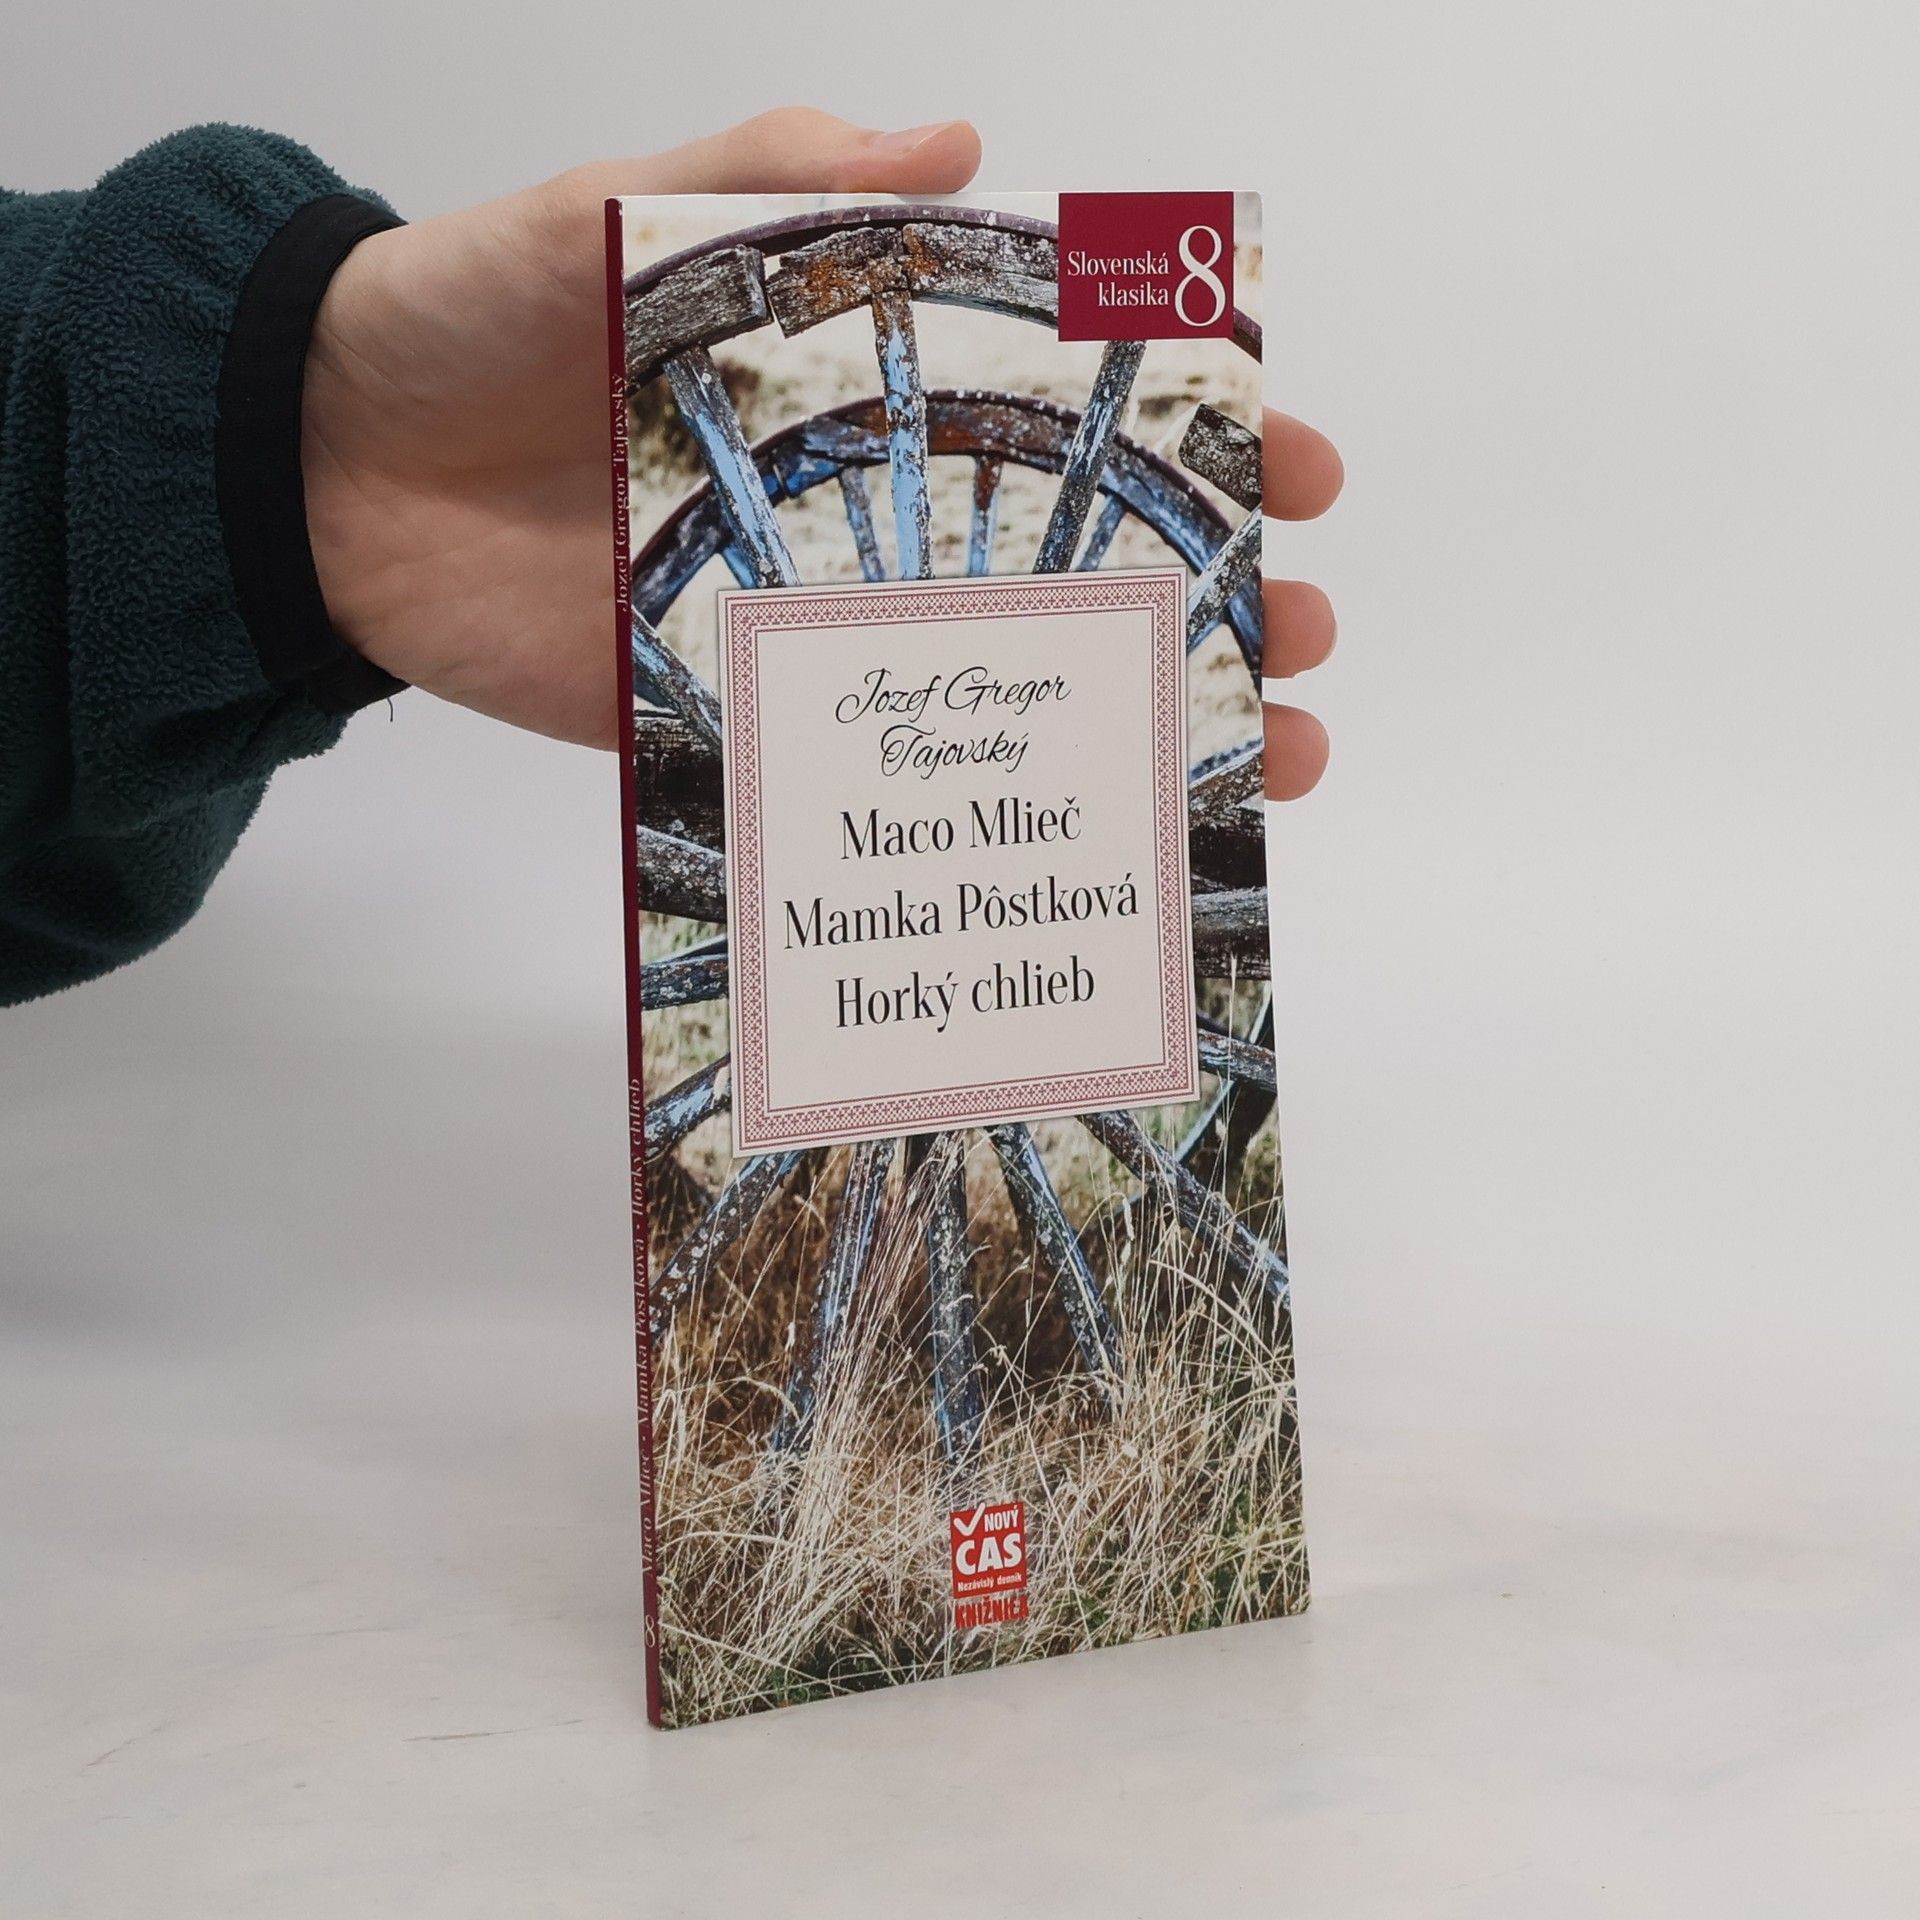 Slovenská
klasika
8
Jozef Gregor
Tajovský
Maco Mlieč
Mamka Pôstková
Horký chlieb
NOVÝ
ČAS
Nezávislý denník
KNIŽNICA
Jozef Gregor Tajovský
Maco Mlieč • Mamka Pôstková • Horký chlieb
8